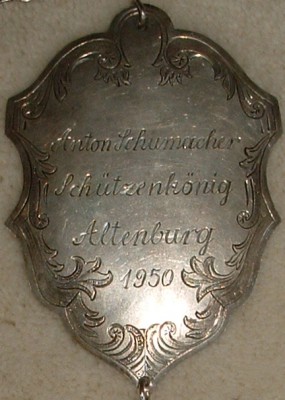 Anton Schumacher
Schützenkönig
Altenburg
1950